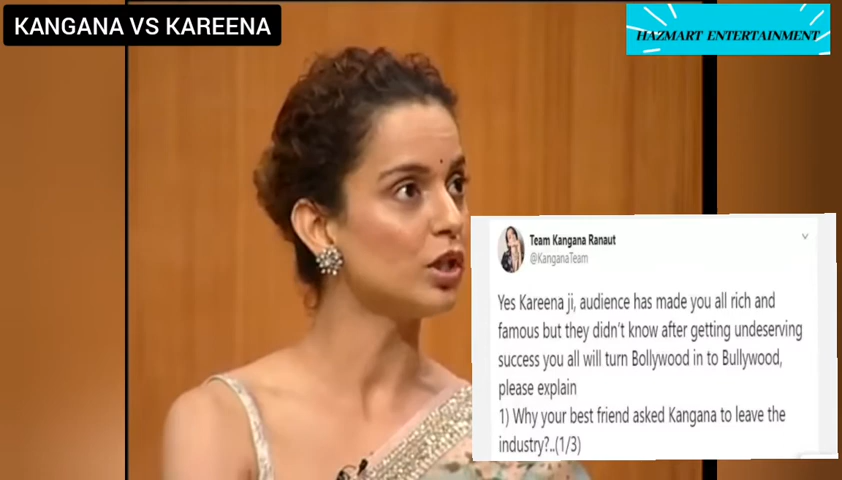 KANGANA VS KAREENA
HAZMART ENTERTAINMENT
Team Kangana Ranaut
@KanganaTeam
Yes Kareena ji, audience has made you all rich and
famous but they didn't know after getting undeserving
success you all will turn Bollywood in to Bullywood,
please explain
1) Why your best friend asked Kangana to leave the
industry?..(1/3)